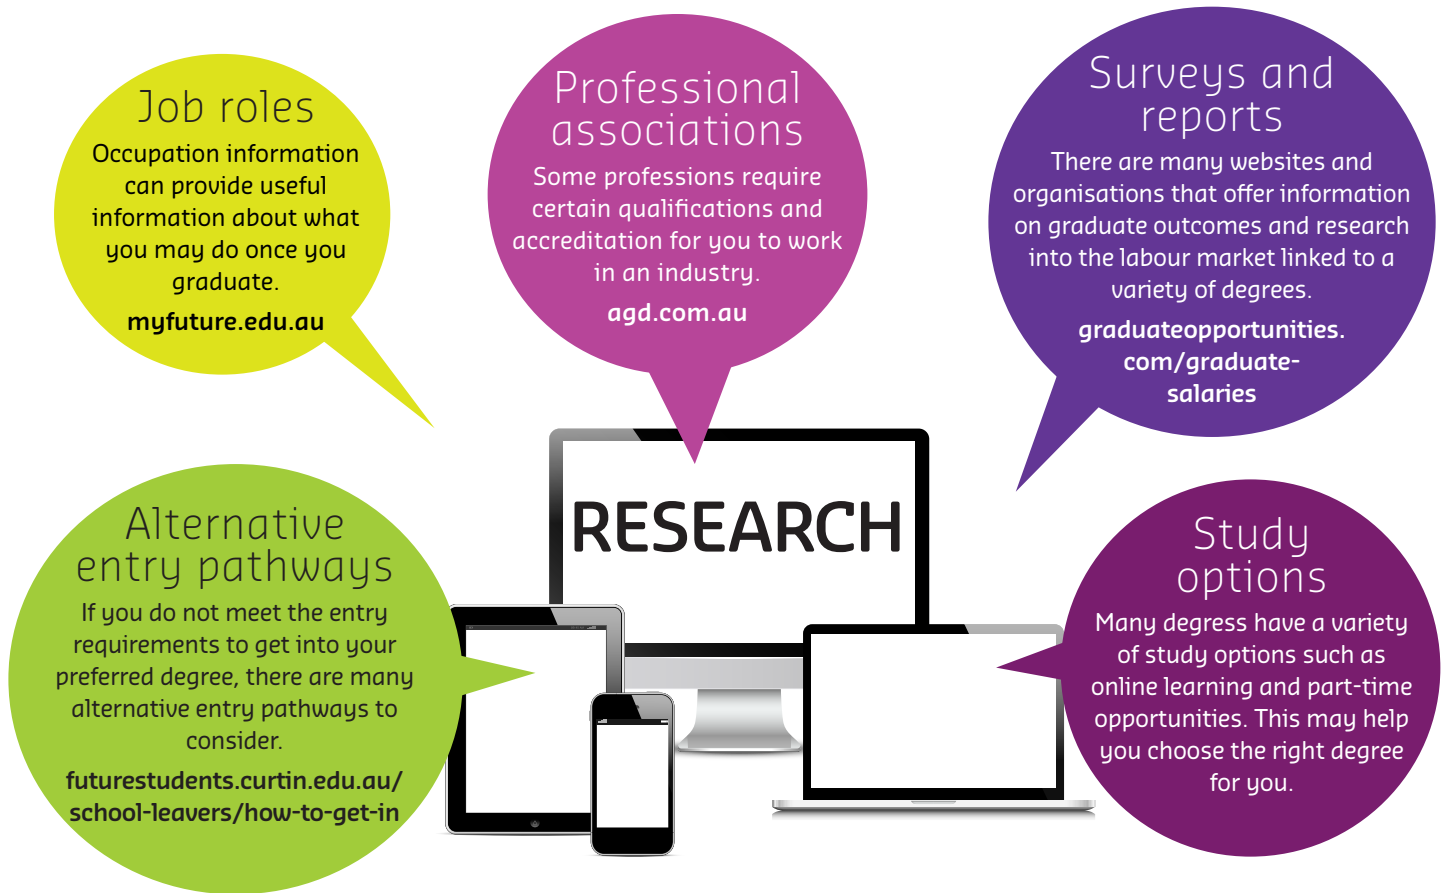 Job roles
Occupation information
can provide useful
information about what
you may do once you
graduate.
myfuture.edu.au
Professional
associations
Some professions require
certain qualifications and
accreditation for you to work
in an industry.
agd.com.au
Surveys and
reports
There are many websites and
organisations that offer information
on graduate outcomes and research
into the labour market linked to a
variety of degrees.
graduateopportunities.
com/graduate-
salaries
RESEARCH
Alternative
entry pathways
If you do not meet the entry
requirements to get into your
preferred degree, there are many
alternative entry pathways to
consider.
futurestudents.curtin.edu.au/
school-leavers/how-to-get-in
Study
options
Many degress have a variety
of study options such as
online learning and part-time
opportunities. This may help
you choose the right degree
for you.